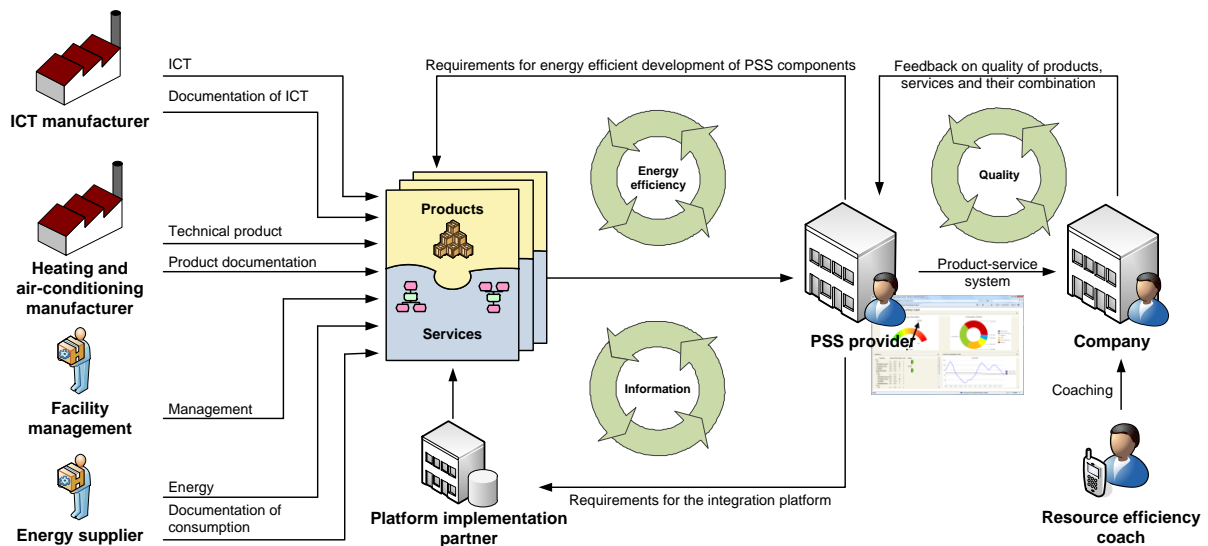 ICT
Documentation of ICT
ICT manufacturer
Technical product
Product documentation
Heating and
air-conditioning
manufacturer
Management
Facility
management
Energy
Documentation of
consumption
Energy supplier
Products
Services
Platform implementation
partner
Requirements for energy efficient development of PSS components
Energy
efficiency
Information
Requirements for the integration platform
PSS provider
Feedback on quality of products,
services and their combination
Quality
Product-service
system
Company
Coaching
Resource efficiency
coach